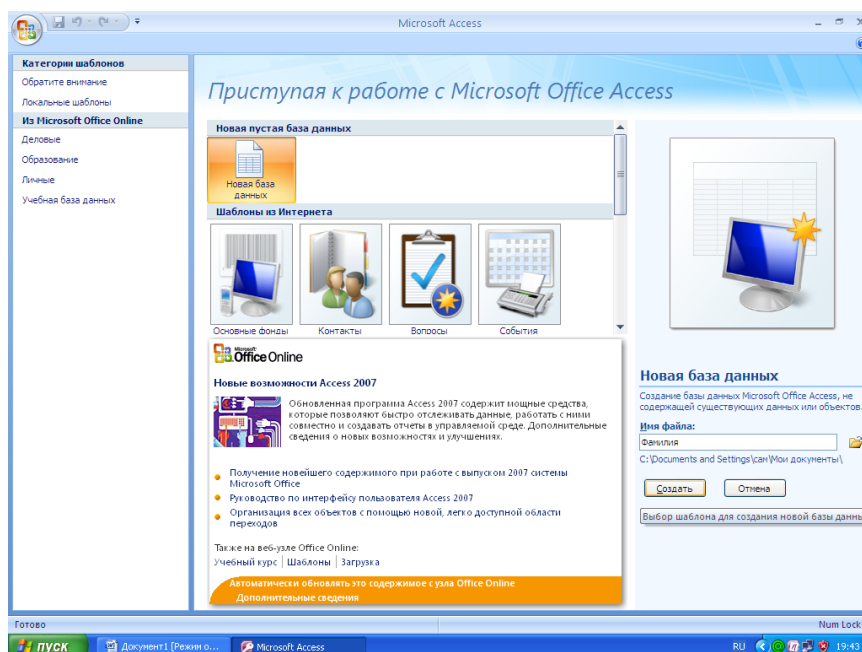 Microsoft Access
Категории шаблонов
Обратите внимание
Локальные шаблоны
Из Microsoft Office Online
Деловые
Образование
Личные
Учебная база данных
Приступая к работе с Microsoft Office Access
Новая пустая база данных
Новая база
данных
Шаблоны из Интернета
Основные фонды
Контакты
Вопросы
События
Microsoft
Office Online
Новые возможности Access 2007
Обновленная программа Access 2007 содержит мощные средства,
которые позволяют быстро отслеживать данные, работать с ними
совместно и создавать отчеты в управляемой среде. Дополнительные
сведения о новых возможностях и улучшениях.
Получение новейшего содержимого при работе с выпуском 2007 системы
Microsoft Office
Руководство по интерфейсу пользователя Access 2007
Организация всех объектов с помощью новой, легко доступной области
переходов
Также на веб-узле Office Online:
Учебный курс | Шаблоны | Загрузка
Автоматически обновлять это содержимое с узла Office Online
Дополнительные сведения
Новая база данных
Создание базы данных Microsoft Office Access, не
содержащей существующих данных или объектов.
Имя файла:
Фамилия
C:\Documents and Settings\сам\Мои документы\
Создать
Отмена
Выбор шаблона для создания новой базы данны
Готово
Num Lock
пуск
Документ1 [Режим о...
Microsoft Access
RU
19:43